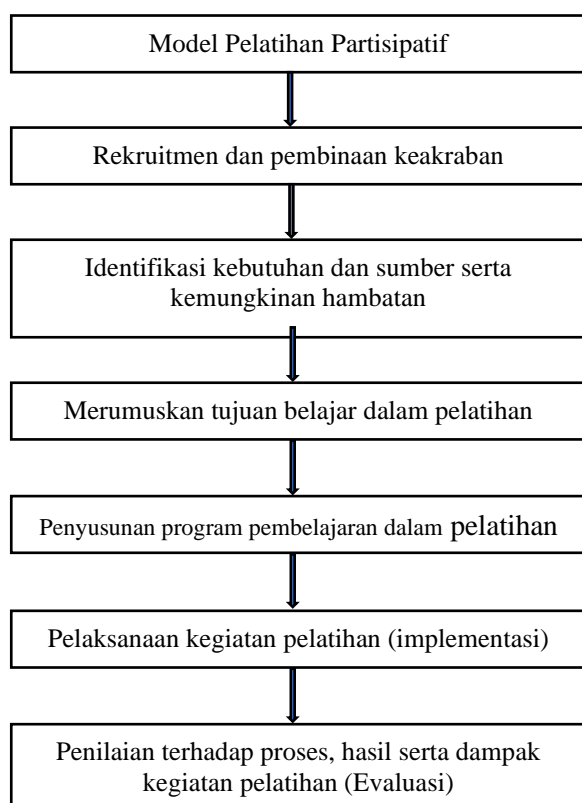 Model Pelatihan Partisipatif
Rekruitmen dan pembinaan keakraban
Identifikasi kebutuhan dan sumber serta
kemungkinan hambatan
Merumuskan tujuan belajar dalam pelatihan
Penyusunan program pembelajaran dalam pelatihan
Pelaksanaan kegiatan pelatihan (implementasi)
Penilaian terhadap proses, hasil serta dampak
kegiatan pelatihan (Evaluasi)